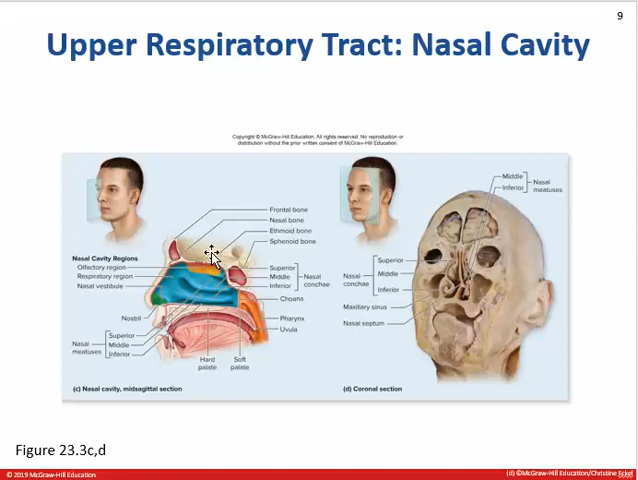 9
Upper Respiratory Tract: Nasal Cavity
Copyright © McGraw-Hill Education. All rights reserved. No reproduction or
distribution without the prior written consent of McGraw-Hill Education.
Frontal bone
Nasal bone
Ethmoid bone
Sphenoid bone
Nasal Cavity Regions
Olfactory region
Respiratory region
Nasal vestibule
Superior
Middle
Inferior
Nasal
conchae
Choana
Nostril
Pharynx
Uvula
Nasal
meatuses
Superior
Middle
Inferior
Hard
palate
Soft
palate
(c) Nasal cavity, midsagittal section
Middle
Inferior
Nasal
meatuses
Nasal
conchae
Superior
Middle
Inferior
Maxillary sinus
Nasal septum
(d) Coronal section
Figure 23.3c,d
© 2019 McGraw-Hill Education
(d) ©McGraw-Hill Education/Christine Eckel